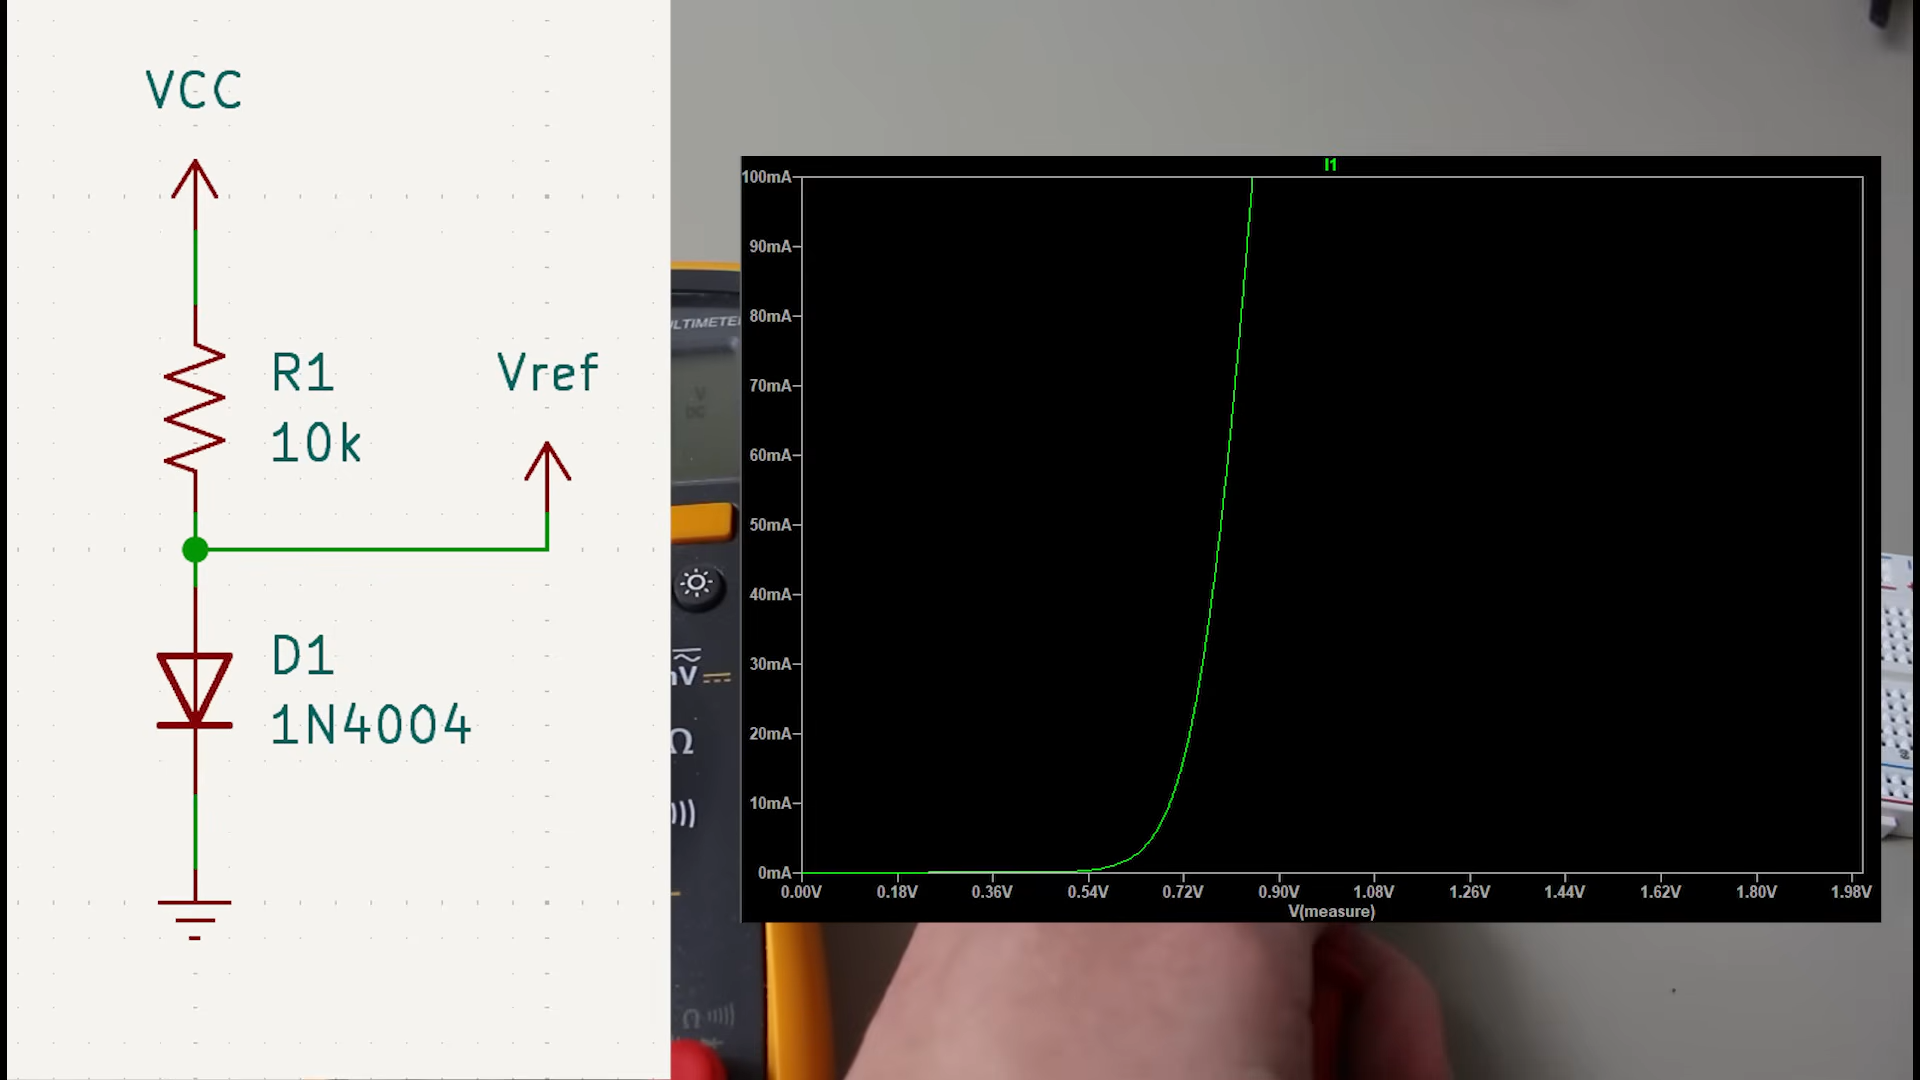 VCC
R1
10k
Vref
D1
1N4004
I1
100mA
90mA
80mA
70mA
60mA
50mA
40mA
30mA
20mA
10mA
0mA
0.00V 0.18V 0.36V 0.54V 0.72V 0.90V 1.08V 1.26V 1.44V 1.62V 1.80V 1.98V
V(measure)
LTIMETE
V
DC
mV
Ω
Ω